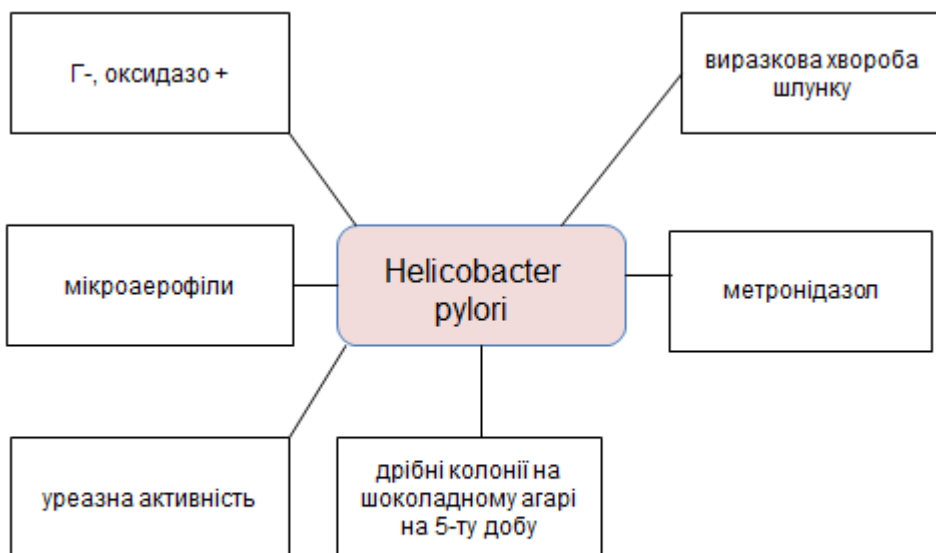 Г-, оксидазо +
виразкова хвороба
шлунку
мікроаерофіли
Helicobacter
pylori
метронідазол
уреазна активність
дрібні колонії на
шоколадному агарі
на 5-ту добу